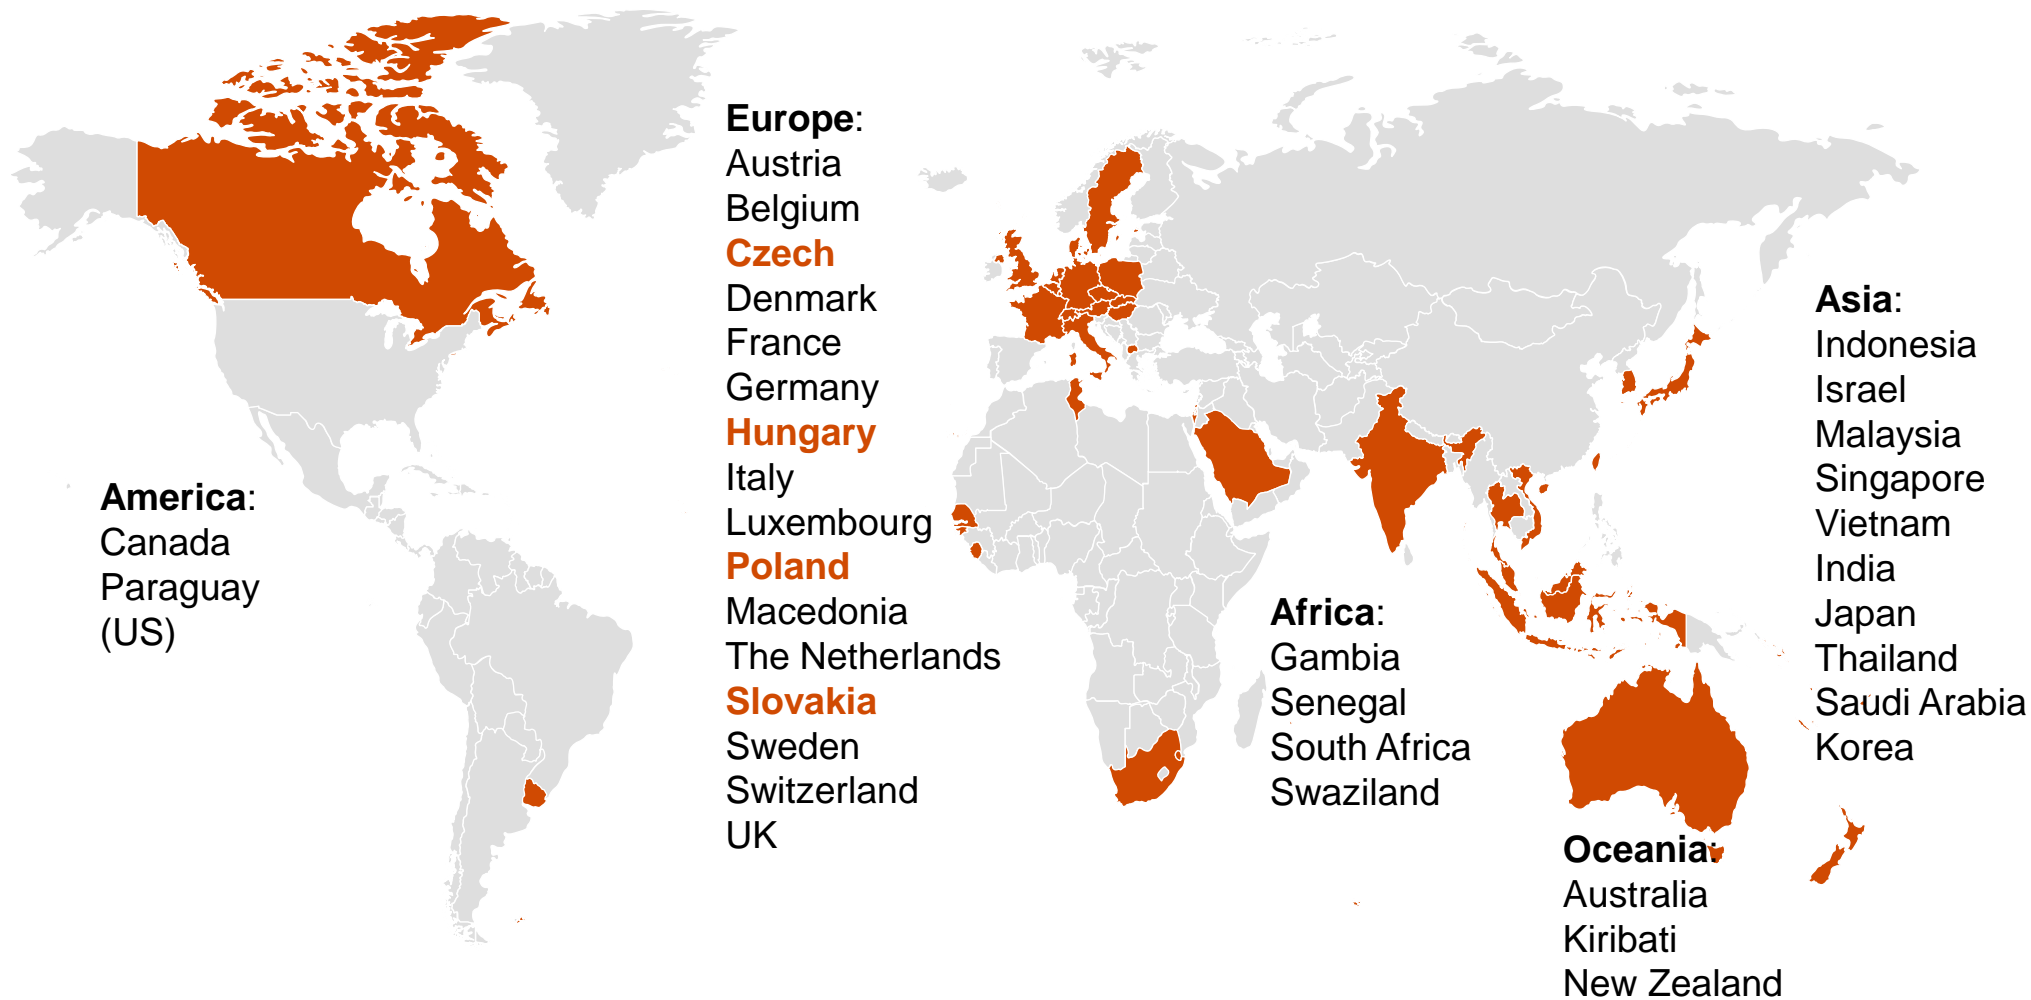 America:
Canada
Paraguay
(US)
Europe:
Austria
Belgium
Czech
Denmark
France
Germany
Hungary
Italy
Luxembourg
Poland
Macedonia
The Netherlands
Slovakia
Sweden
Switzerland
UK
Africa:
Gambia
Senegal
South Africa
Swaziland
Asia:
Indonesia
Israel
Malaysia
Singapore
Vietnam
India
Japan
Thailand
Saudi Arabia
Korea
Oceania:
Australia
Kiribati
New Zealand